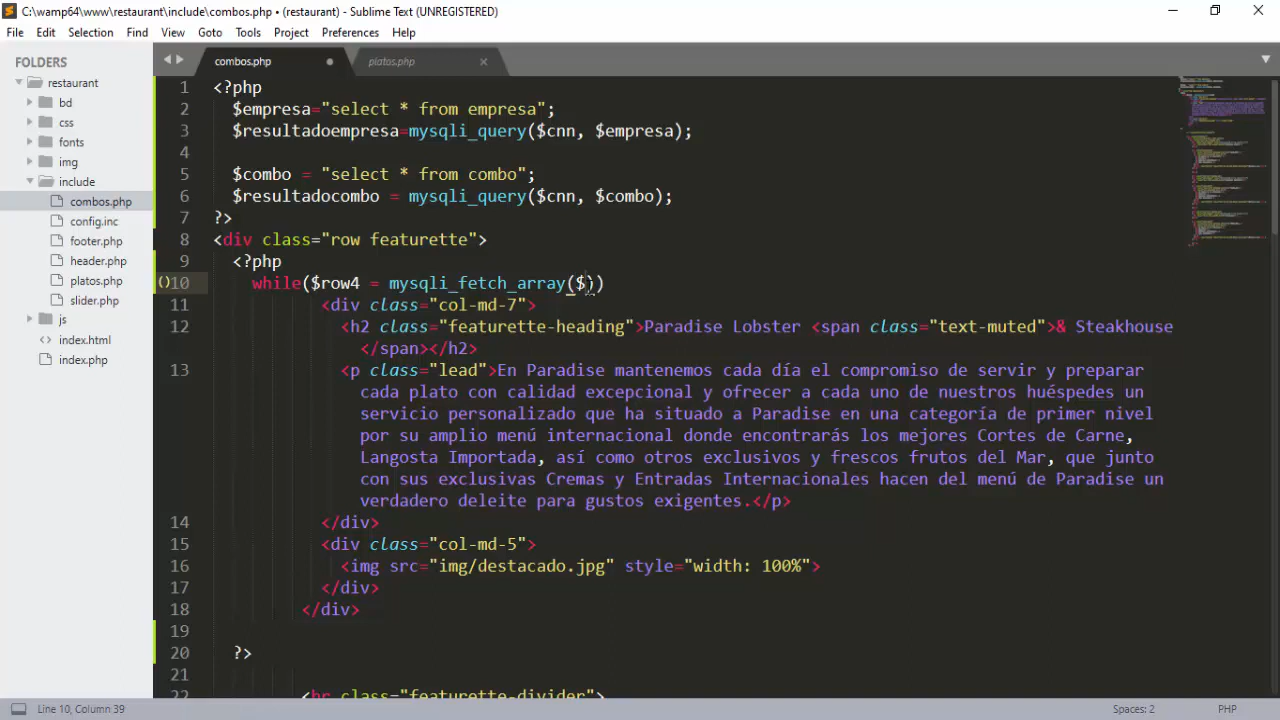 C:\wamp64\www\restaurant\include\combos.php • (restaurant) - Sublime Text (UNREGISTERED)
File Edit Selection Find View Goto Tools Project Preferences Help
FOLDERS
restaurant
bd
css
fonts
img
include
combos.php
config.inc
footer.php
header.php
platos.php
slider.php
js
index.html
index.php
combos.php
platos.php
1 <?php
2 $empresa="select * from empresa";
3 $resultadoempresa=mysqli_query($cnn, $empresa);
4
5 $combo = "select * from combo";
6 $resultadocombo = mysqli_query($cnn, $combo);
7 ?>
8 <div class="row featurette">
9 <?php
10 while($row4 = mysqli_fetch_array($))
11 <div class="col-md-7">
12 <h2 class="featurette-heading">Paradise Lobster <span class="text-muted">& Steakhouse
</span></h2>
13 <p class="lead">En Paradise mantenemos cada día el compromiso de servir y preparar
cada plato con calidad excepcional y ofrecer a cada uno de nuestros huéspedes un
servicio personalizado que ha situado a Paradise en una categoría de primer nivel
por su amplio menú internacional donde encontrarás los mejores Cortes de Carne,
Langosta Importada, así como otros exclusivos y frescos frutos del Mar, que junto
con sus exclusivas Cremas y Entradas Internacionales hacen del menú de Paradise un
verdadero deleite para gustos exigentes.</p>
14 </div>
15 <div class="col-md-5">
16 <img src="img/destacado.jpg" style="width: 100%">
17 </div>
18 </div>
19
20 ?>
21
22 <hr class="featurette-divider">
Line 10, Column 39
Spaces: 2
PHP